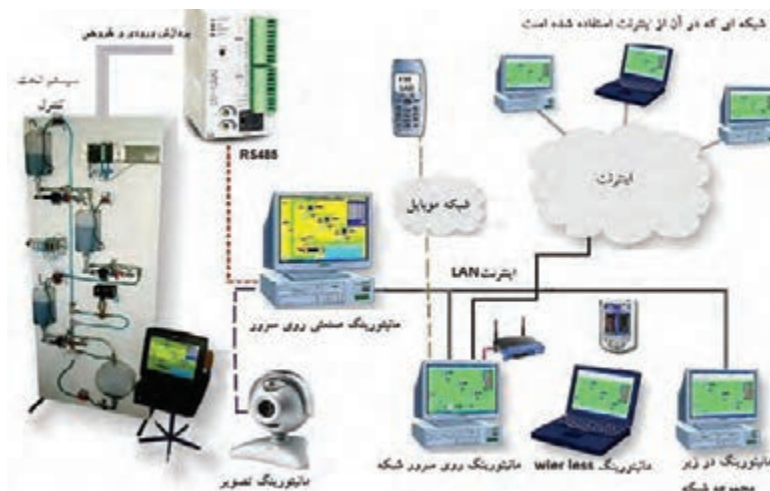 شبکه ای که در آن از اینترنت استفاده شده است
پردازش ورودی و خروجی
سیستم تحت
کنترل
RS485
اینترنت
شبکه موبایل
اینترنت LAN
مانیتورینگ صنعتی روی سرور
مانیتورینگ تصویر
مانیتورینگ روی سرور شبکه
مانیتورینگ wier less
مانیتورینگ در زیر
مجموعه شبکه